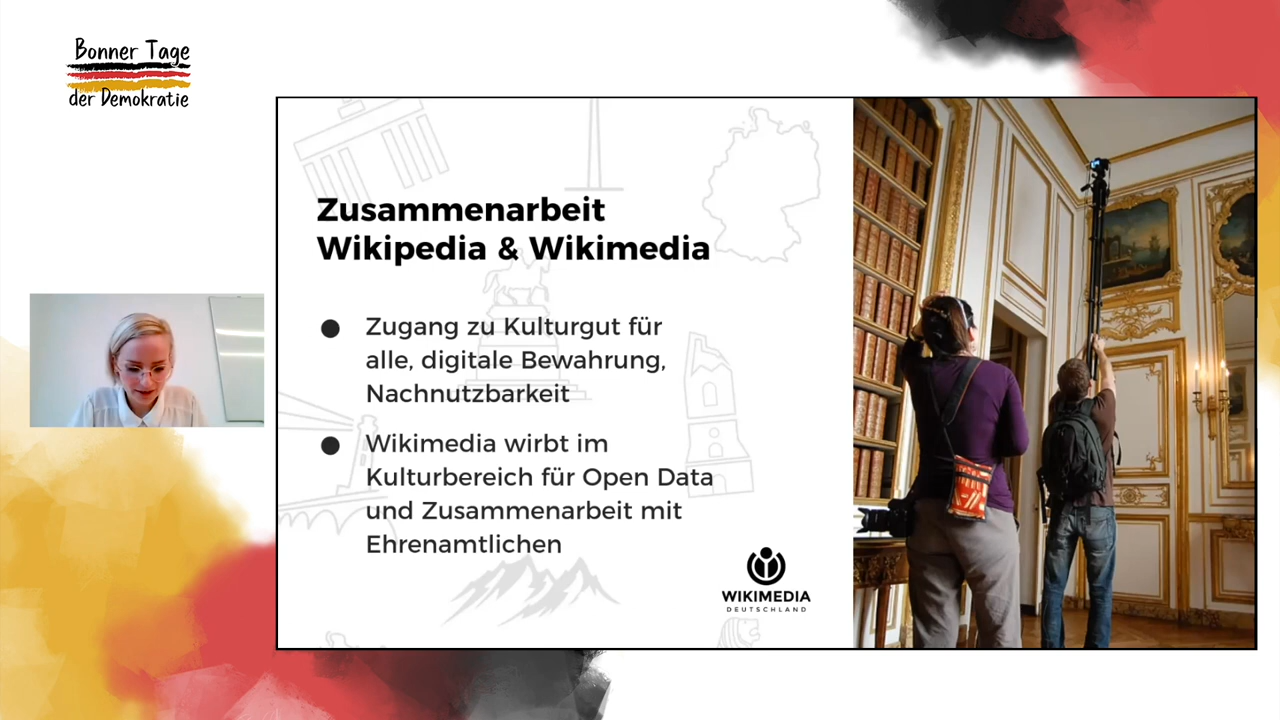 Bonner Tage
der Demokratie
Zusammenarbeit
Wikipedia & Wikimedia
● Zugang zu Kulturgut für
alle, digitale Bewahrung,
Nachnutzbarkeit
● Wikimedia wirbt im
Kulturbereich für Open Data
und Zusammenarbeit mit
Ehrenamtlichen
WIKIMEDIA
DEUTSCHLAND